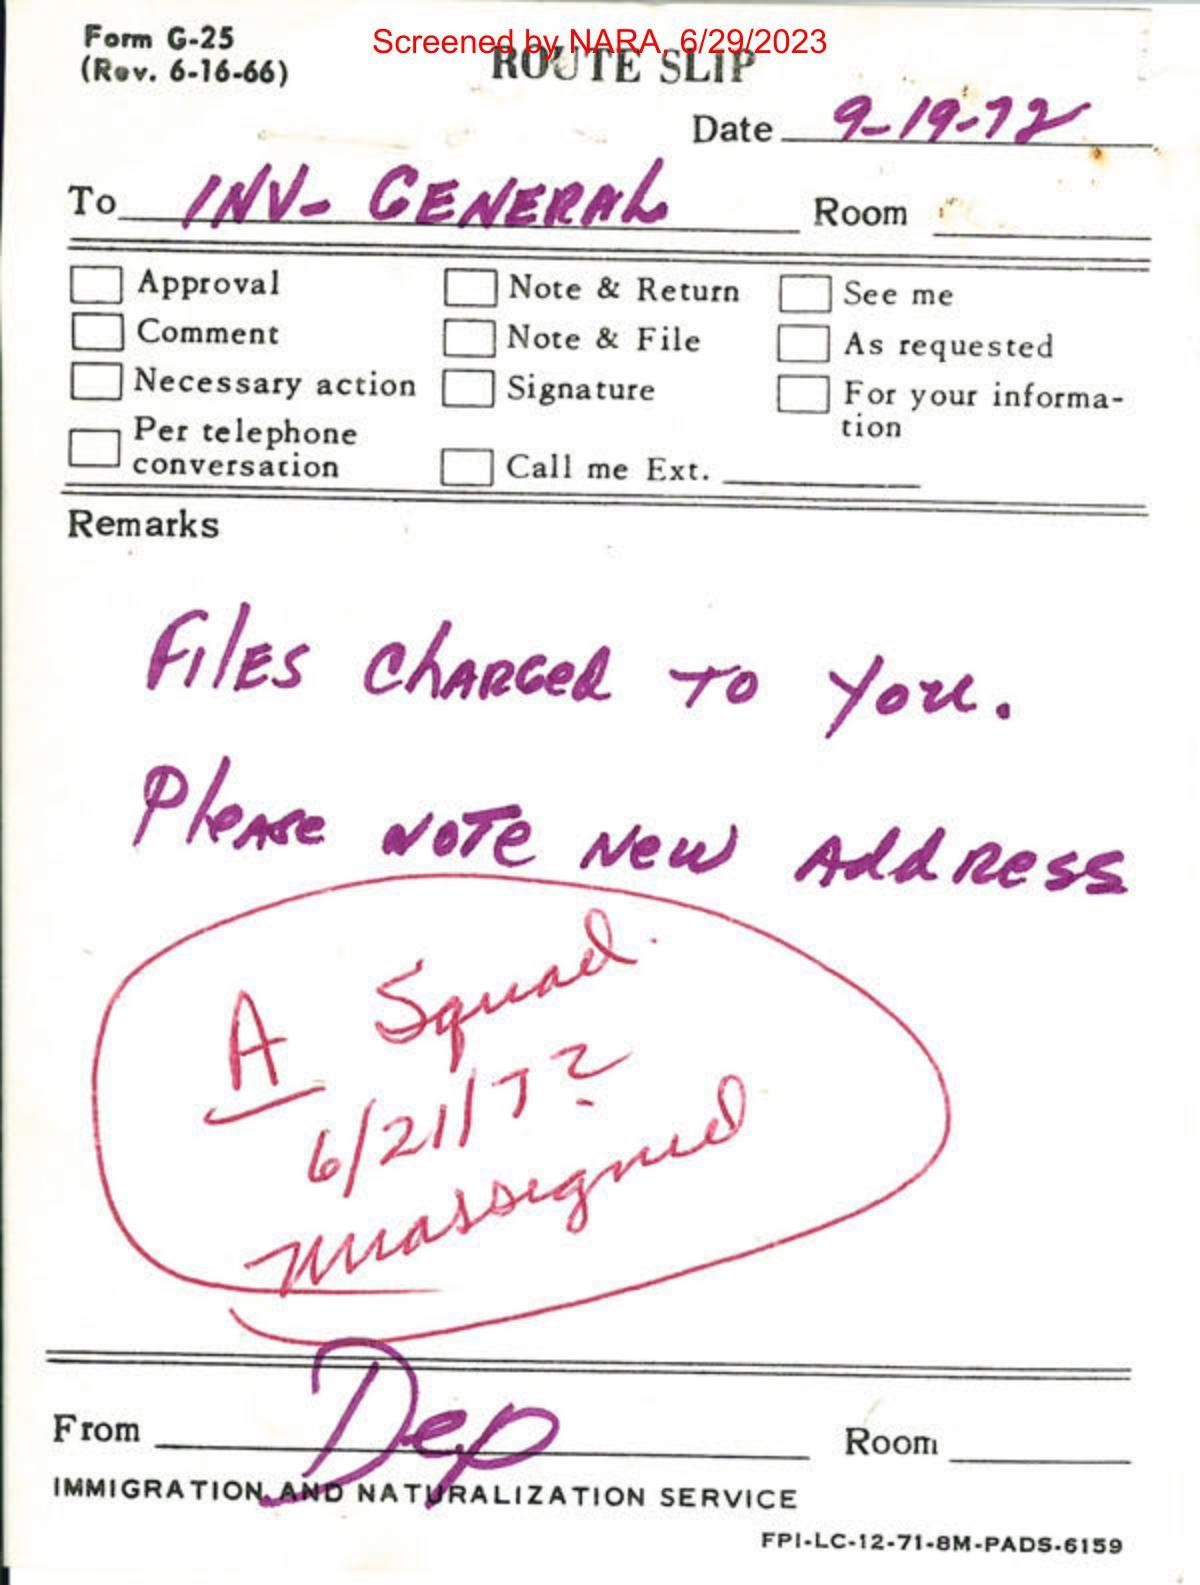 Form G-25
(Rev. 6-16-66)
Screened by NARA, 6/29/2023
ROUTE SLIP
Date 9-19-72
To INV- GENERAL Room
Approval Note & Return See me
Comment Note & File As requested
Necessary action Signature For your informa-
tion
Per telephone
conversation Call me Ext.
Remarks
FILES CHARGED TO YOU.
PLEASE NOTE NEW ADDRESS
A Squad
6/21/72
unassigned
From Dep Room
IMMIGRATION AND NATURALIZATION SERVICE
FPI-LC-12-71-8M-PADS-6159